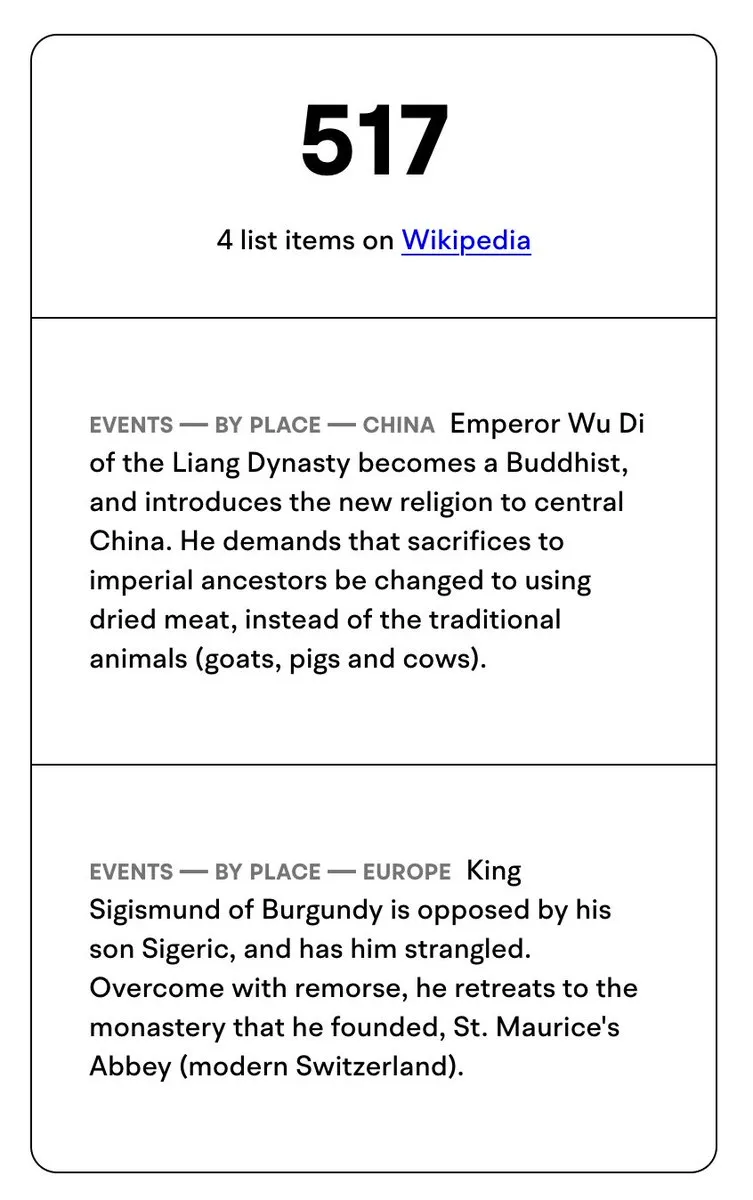 517
4 list items on Wikipedia
EVENTS — BY PLACE — CHINA Emperor Wu Di
of the Liang Dynasty becomes a Buddhist,
and introduces the new religion to central
China. He demands that sacrifices to
imperial ancestors be changed to using
dried meat, instead of the traditional
animals (goats, pigs and cows).
EVENTS — BY PLACE — EUROPE King
Sigismund of Burgundy is opposed by his
son Sigeric, and has him strangled.
Overcome with remorse, he retreats to the
monastery that he founded, St. Maurice's
Abbey (modern Switzerland).